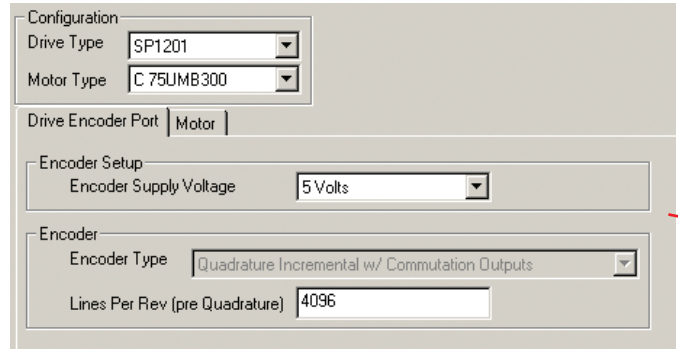 Configuration
Drive Type SP1201
Motor Type C 75UMB300
Drive Encoder Port Motor
Encoder Setup
Encoder Supply Voltage 5 Volts
Encoder
Encoder Type Quadrature Incremental w/ Commutation Outputs
Lines Per Rev (pre Quadrature) 4096